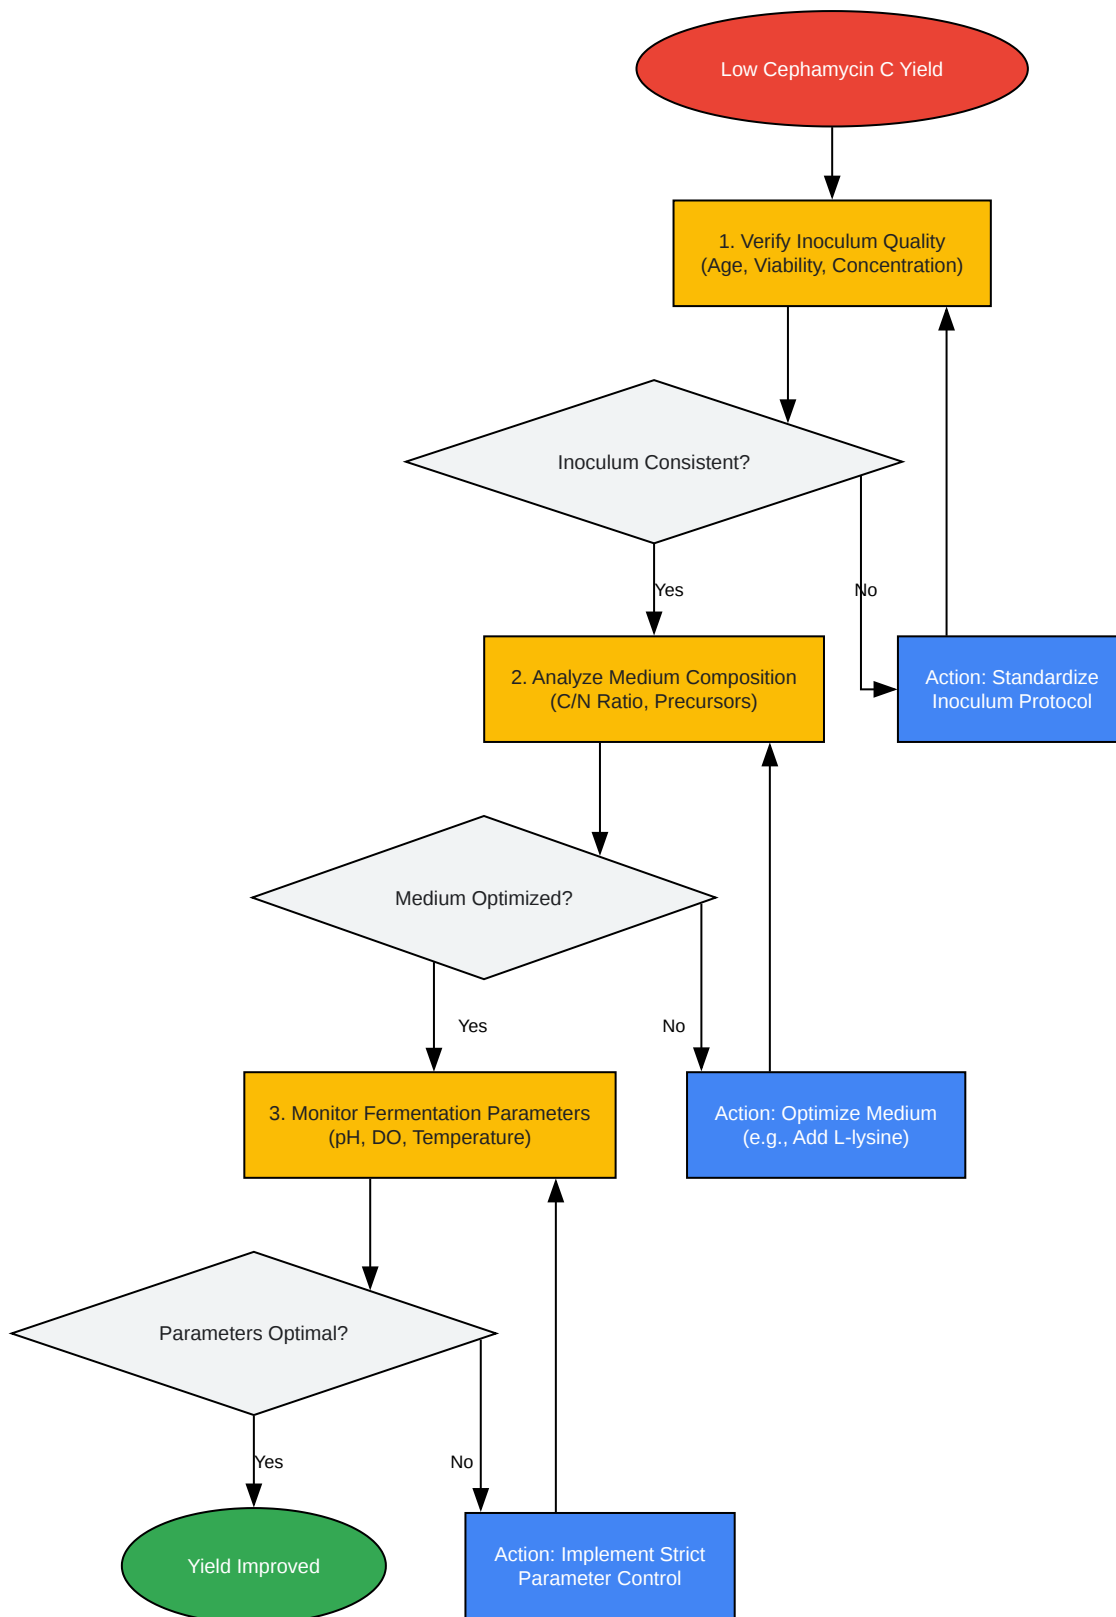 Low Cephamycin C Yield
1. Verify Inoculum Quality
(Age, Viability, Concentration)
Inoculum Consistent?
Yes
No
2. Analyze Medium Composition
(C/N Ratio, Precursors)
Action: Standardize
Inoculum Protocol
Medium Optimized?
Yes
No
3. Monitor Fermentation Parameters
(pH, DO, Temperature)
Action: Optimize Medium
(e.g., Add L-lysine)
Parameters Optimal?
Yes
No
Yield Improved
Action: Implement Strict
Parameter Control